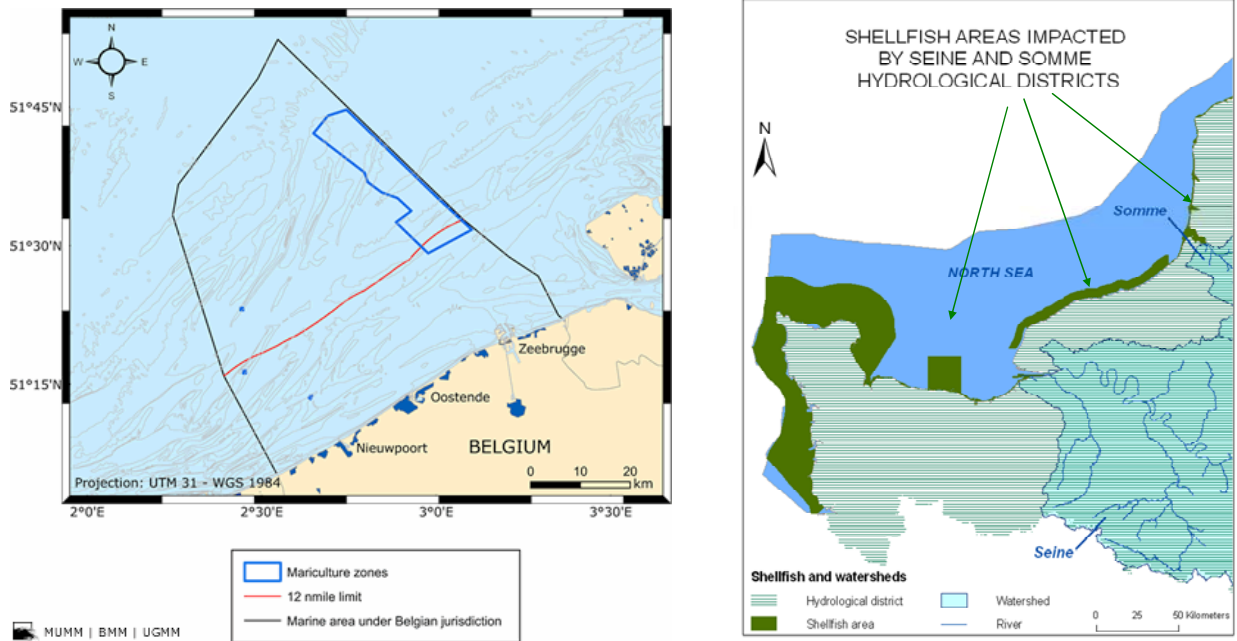 N
W
E
S
51°45'N
51°30'N
51°15'N
Zeebrugge
Oostende
Nieuwpoort
BELGIUM
0 10 20
km
Projection: UTM 31 - WGS 1984
2°0'E
2°30'E
3°0'E
3°30'E
Mariculture zones
12 nmile limit
Marine area under Belgian jurisdiction
MUMM | BMM | UGMM
SHELLFISH AREAS IMPACTED
BY SEINE AND SOMME
HYDROLOGICAL DISTRICTS
N
Somme
NORTH SEA
Seine
Shellfish and watersheds
Hydrological district
Watershed
Shellfish area
River
0 25 50 Kilometers